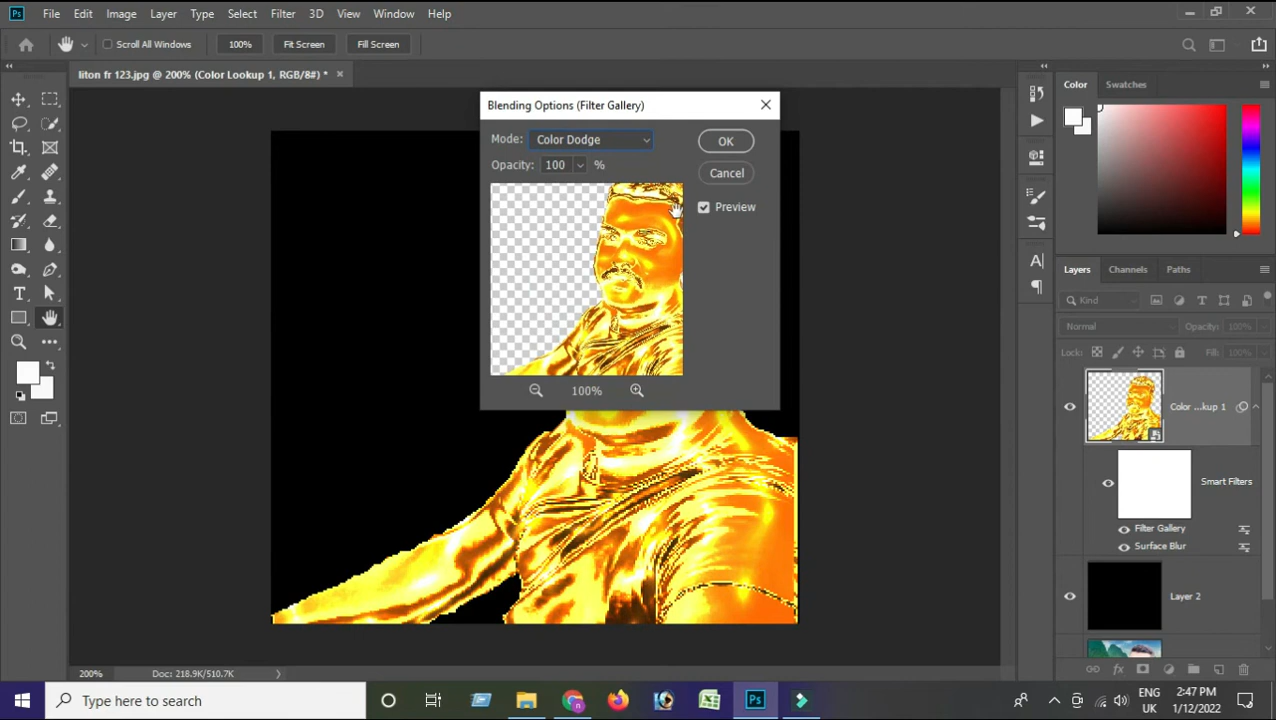 Ps File Edit Image Layer Type Select Filter 3D View Window Help
Scroll All Windows 100% Fit Screen Fill Screen
liton fr 123.jpg @ 200% (Color Lookup 1, RGB/8#) *
Blending Options (Filter Gallery)
Mode: Color Dodge
OK
Opacity: 100 %
Cancel
Preview
100%
Color Swatches
Layers Channels Paths
Kind
Normal Opacity: 100%
Lock: Fill: 100%
Color ...kup 1
Smart Filters
Filter Gallery
Surface Blur
Layer 2
200% Doc: 218.9K/510.7K
Type here to search
Ps
ENG
UK
2:47 PM
1/12/2022